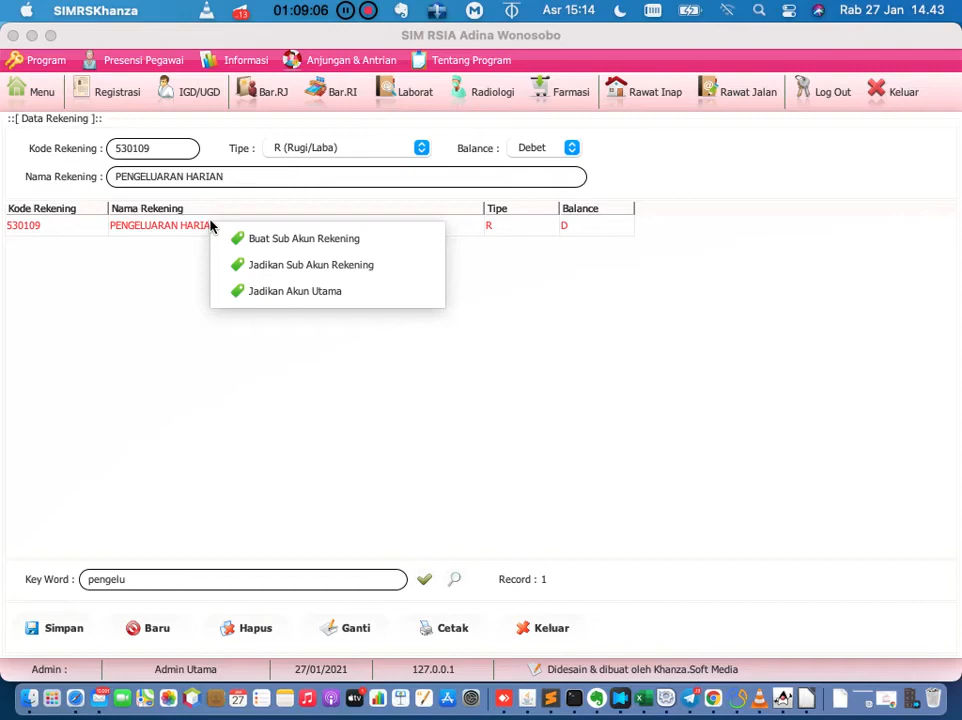 SIMRSKhanza 13 01:09:06 Asr 15:14 Rab 27 Jan 14.43
SIM RSIA Adina Wonosobo
Program Presensi Pegawai Informasi Anjungan & Antrian Tentang Program
Menu Registrasi IGD/UGD Bar.RJ Bar.RI Laborat Radiologi Farmasi Rawat Inap Rawat Jalan Log Out Keluar
::[ Data Rekening ]::
Kode Rekening : 530109 Tipe : R (Rugi/Laba) Balance : Debet
Nama Rekening : PENGELUARAN HARIAN
Kode Rekening Nama Rekening Tipe Balance
530109 PENGELUARAN HARIA R D
Buat Sub Akun Rekening
Jadikan Sub Akun Rekening
Jadikan Akun Utama
Key Word : pengelu Record : 1
Simpan Baru Hapus Ganti Cetak Keluar
Admin : Admin Utama 27/01/2021 127.0.0.1 Didesain & dibuat oleh Khanza.Soft Media
27